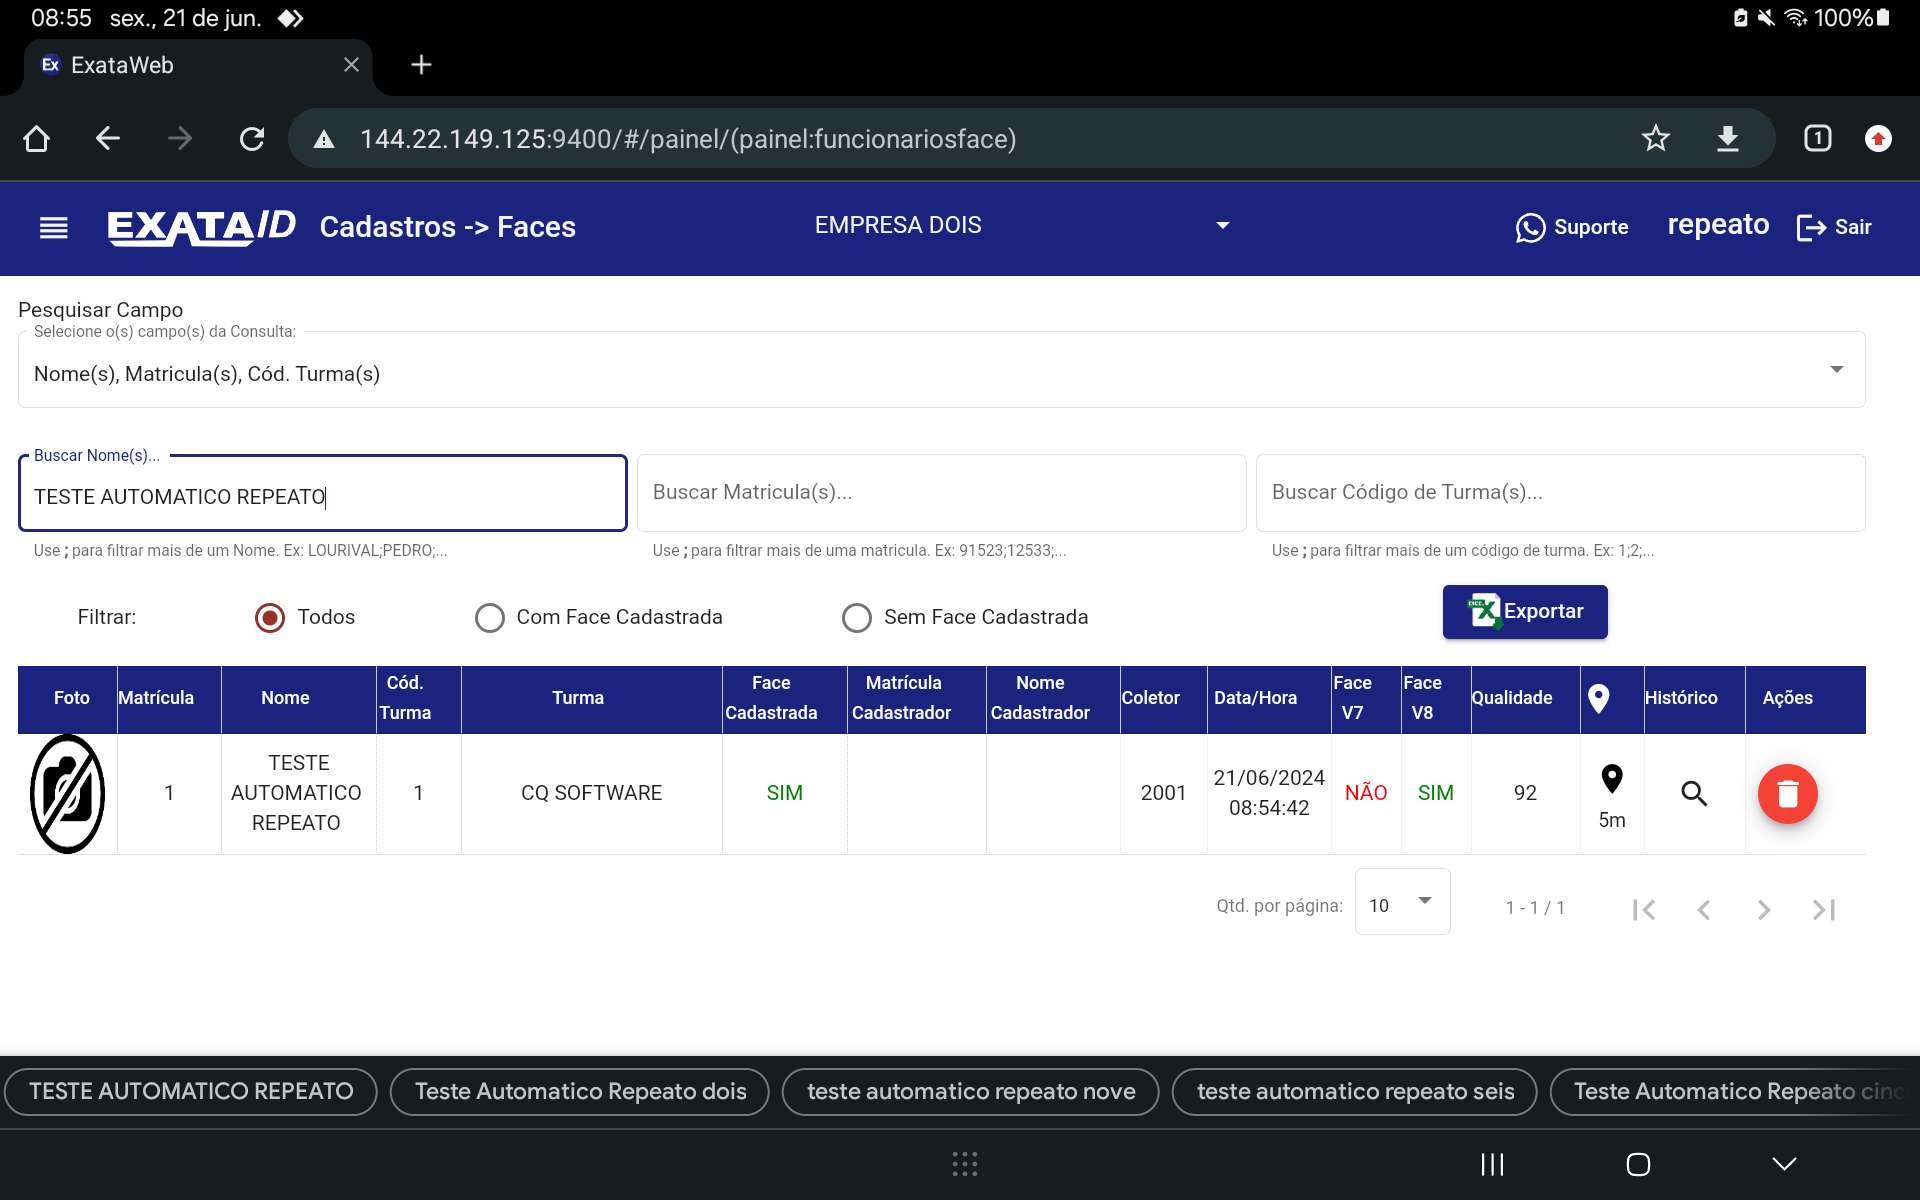 08:55 sex., 21 de jun. 100%
Ex ExataWeb
144.22.149.125:9400/#/painel/(painel:funcionariosface) 1
EXATA/D Cadastros -> Faces EMPRESA DOIS Suporte repeato Sair
Pesquisar Campo
Selecione o(s) campo(s) da Consulta:
Nome(s), Matricula(s), Cód. Turma(s)
Buscar Nome(s)...
TESTE AUTOMATICO REPEATO Buscar Matricula(s)... Buscar Código de Turma(s)...
Use ; para filtrar mais de um Nome. Ex: LOURIVAL;PEDRO;... Use ; para filtrar mais de uma matricula. Ex: 91523;12533;... Use ; para filtrar mais de um código de turma. Ex: 1;2;...
Filtrar: Todos Com Face Cadastrada Sem Face Cadastrada Exportar
Foto Matrícula Nome Cód. Turma Turma Face Cadastrada Matrícula Cadastrador Nome Cadastrador Coletor Data/Hora Face V7 Face V8 Qualidade Histórico Ações
1 TESTE AUTOMATICO REPEATO 1 CQ SOFTWARE SIM 2001 21/06/2024 08:54:42 NÃO SIM 92 5m
Qtd. por página: 10 1 - 1 / 1
TESTE AUTOMATICO REPEATO Teste Automatico Repeato dois teste automatico repeato nove teste automatico repeato seis Teste Automatico Repeato cinc